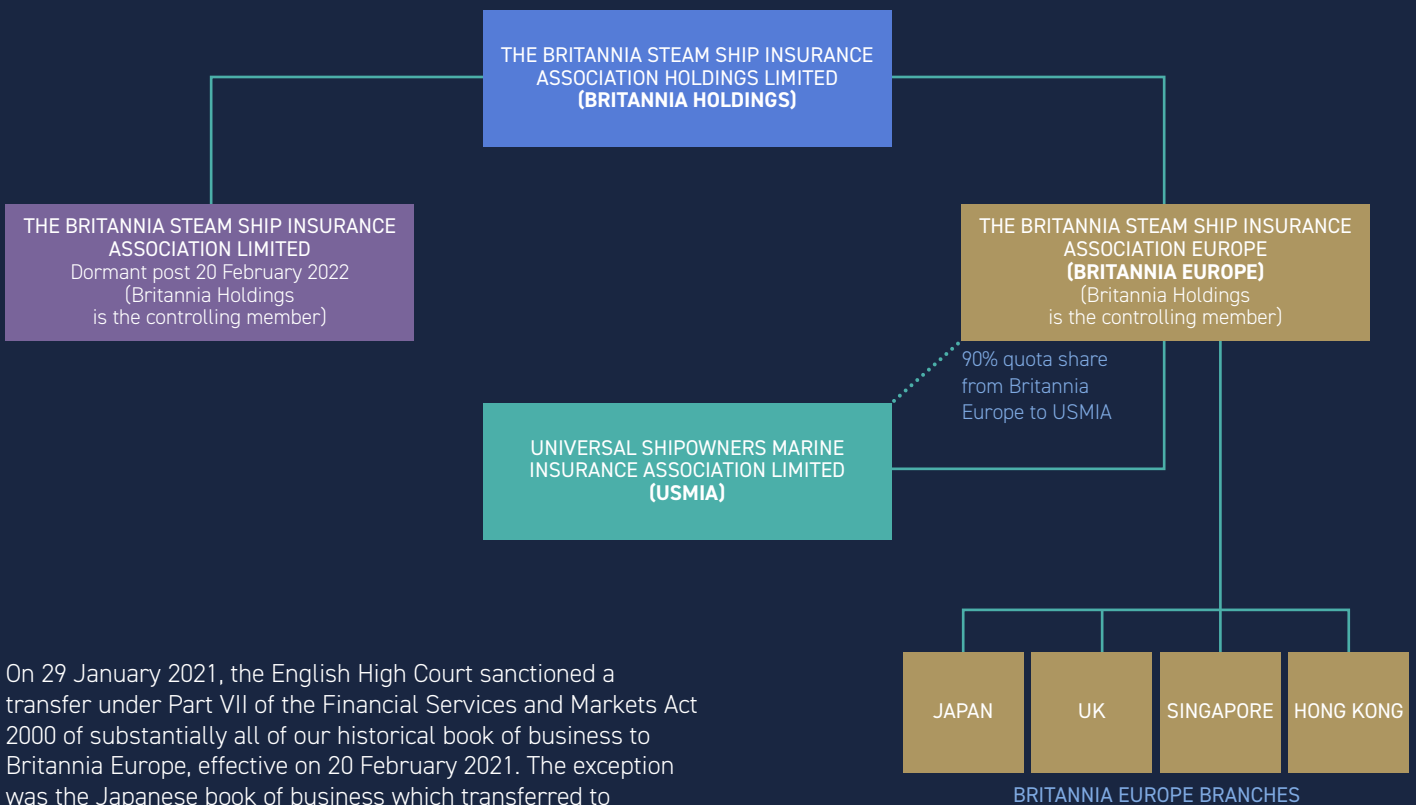 THE BRITANNIA STEAM SHIP INSURANCE
ASSOCIATION HOLDINGS LIMITED
(BRITANNIA HOLDINGS)
THE BRITANNIA STEAM SHIP INSURANCE
ASSOCIATION LIMITED
Dormant post 20 February 2022
(Britannia Holdings
is the controlling member)
THE BRITANNIA STEAM SHIP INSURANCE
ASSOCIATION EUROPE
(BRITANNIA EUROPE)
(Britannia Holdings
is the controlling member)
90% quota share
from Britannia
Europe to USMIA
UNIVERSAL SHIPOWNERS MARINE
INSURANCE ASSOCIATION LIMITED
(USMIA)
On 29 January 2021, the English High Court sanctioned a
transfer under Part VII of the Financial Services and Markets Act
2000 of substantially all of our historical book of business to
Britannia Europe, effective on 20 February 2021. The exception
was the Japanese book of business which transferred to
JAPAN
UK
SINGAPORE
HONG KONG
BRITANNIA EUROPE BRANCHES